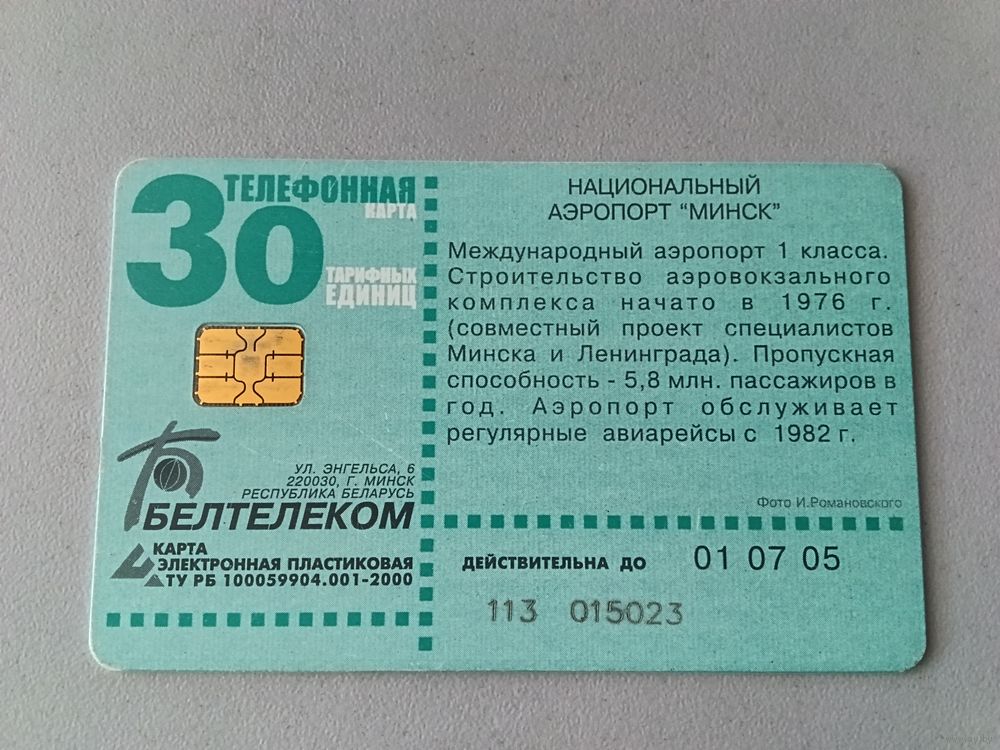 30
ТЕЛЕФОННАЯ
КАРТА
ТАРИФНЫХ
ЕДИНИЦ
УЛ. ЭНГЕЛЬСА, 6
220030, Г. МИНСК
РЕСПУБЛИКА БЕЛАРУСЬ
БЕЛТЕЛЕКОМ
КАРТА
ЭЛЕКТРОННАЯ ПЛАСТИКОВАЯ
ТУ РБ 100059904.001-2000
НАЦИОНАЛЬНЫЙ
АЭРОПОРТ “МИНСК”
Международный аэропорт 1 класса.
Строительство аэровокзального
комплекса начато в 1976 г.
(совместный проект специалистов
Минска и Ленинграда). Пропускная
способность - 5,8 млн. пассажиров в
год. Аэропорт обслуживает
регулярные авиарейсы с 1982 г.
Фото И.Романовского
ДЕЙСТВИТЕЛЬНА ДО 01 07 05
113 015023